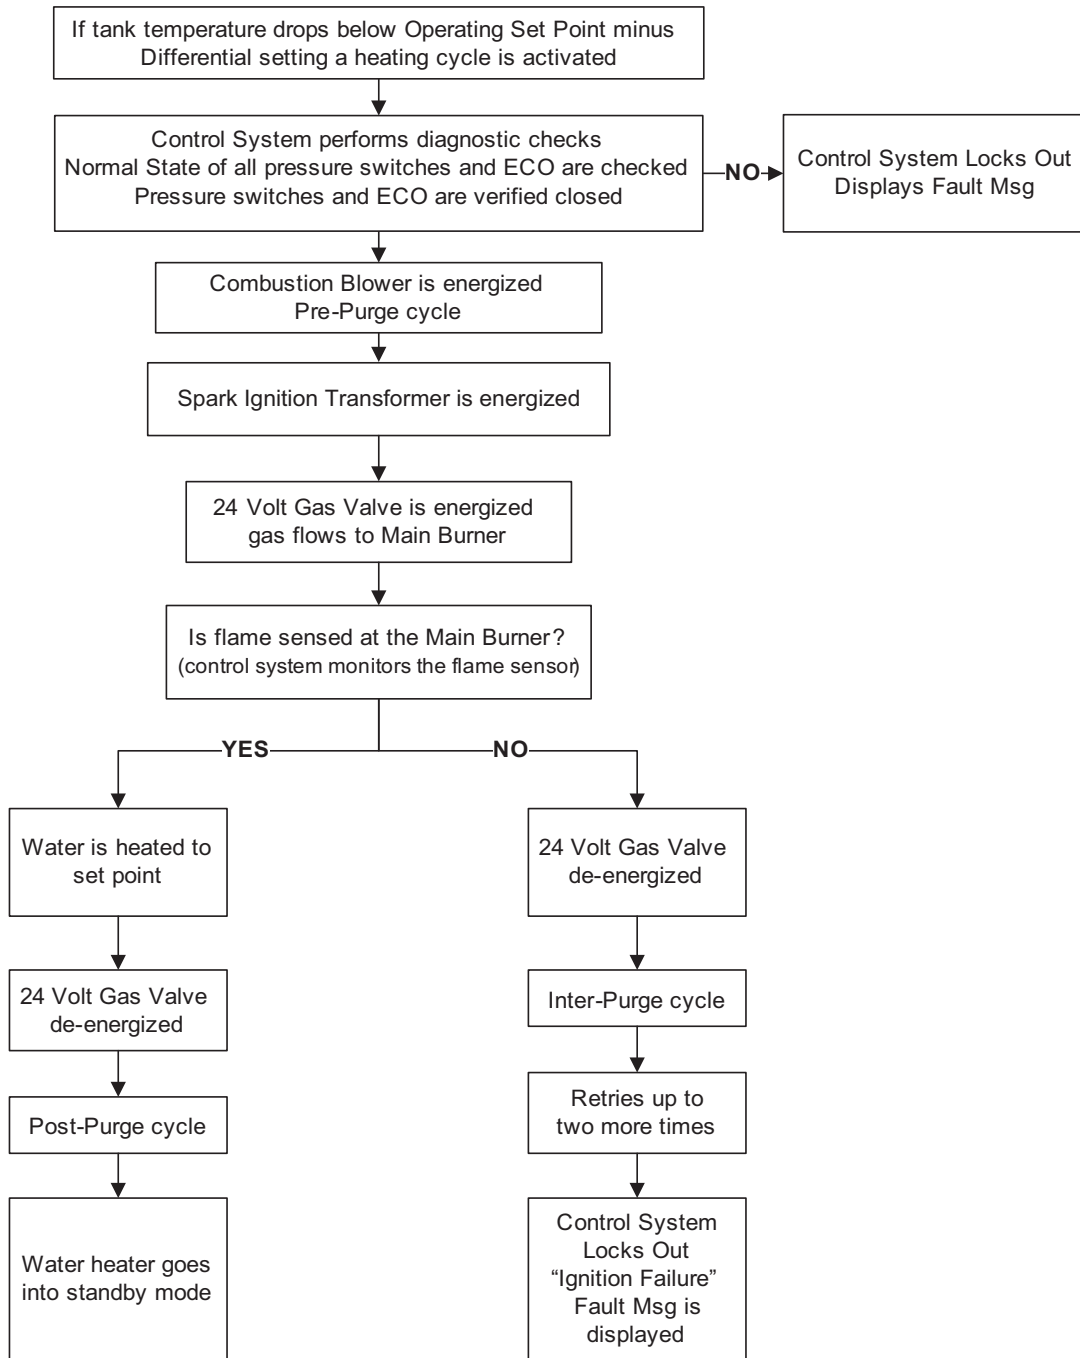 If tank temperature drops below Operating Set Point minus
Differential setting a heating cycle is activated
Control System performs diagnostic checks
Normal State of all pressure switches and ECO are checked
Pressure switches and ECO are verified closed
NO
Control System Locks Out
Displays Fault Msg
Combustion Blower is energized
Pre-Purge cycle
Spark Ignition Transformer is energized
24 Volt Gas Valve is energized
gas flows to Main Burner
Is flame sensed at the Main Burner?
(control system monitors the flame sensor)
YES
NO
Water is heated to
set point
24 Volt Gas Valve
de-energized
Post-Purge cycle
Water heater goes
into standby mode
24 Volt Gas Valve
de-energized
Inter-Purge cycle
Retries up to
two more times
Control System
Locks Out
“Ignition Failure”
Fault Msg is
displayed